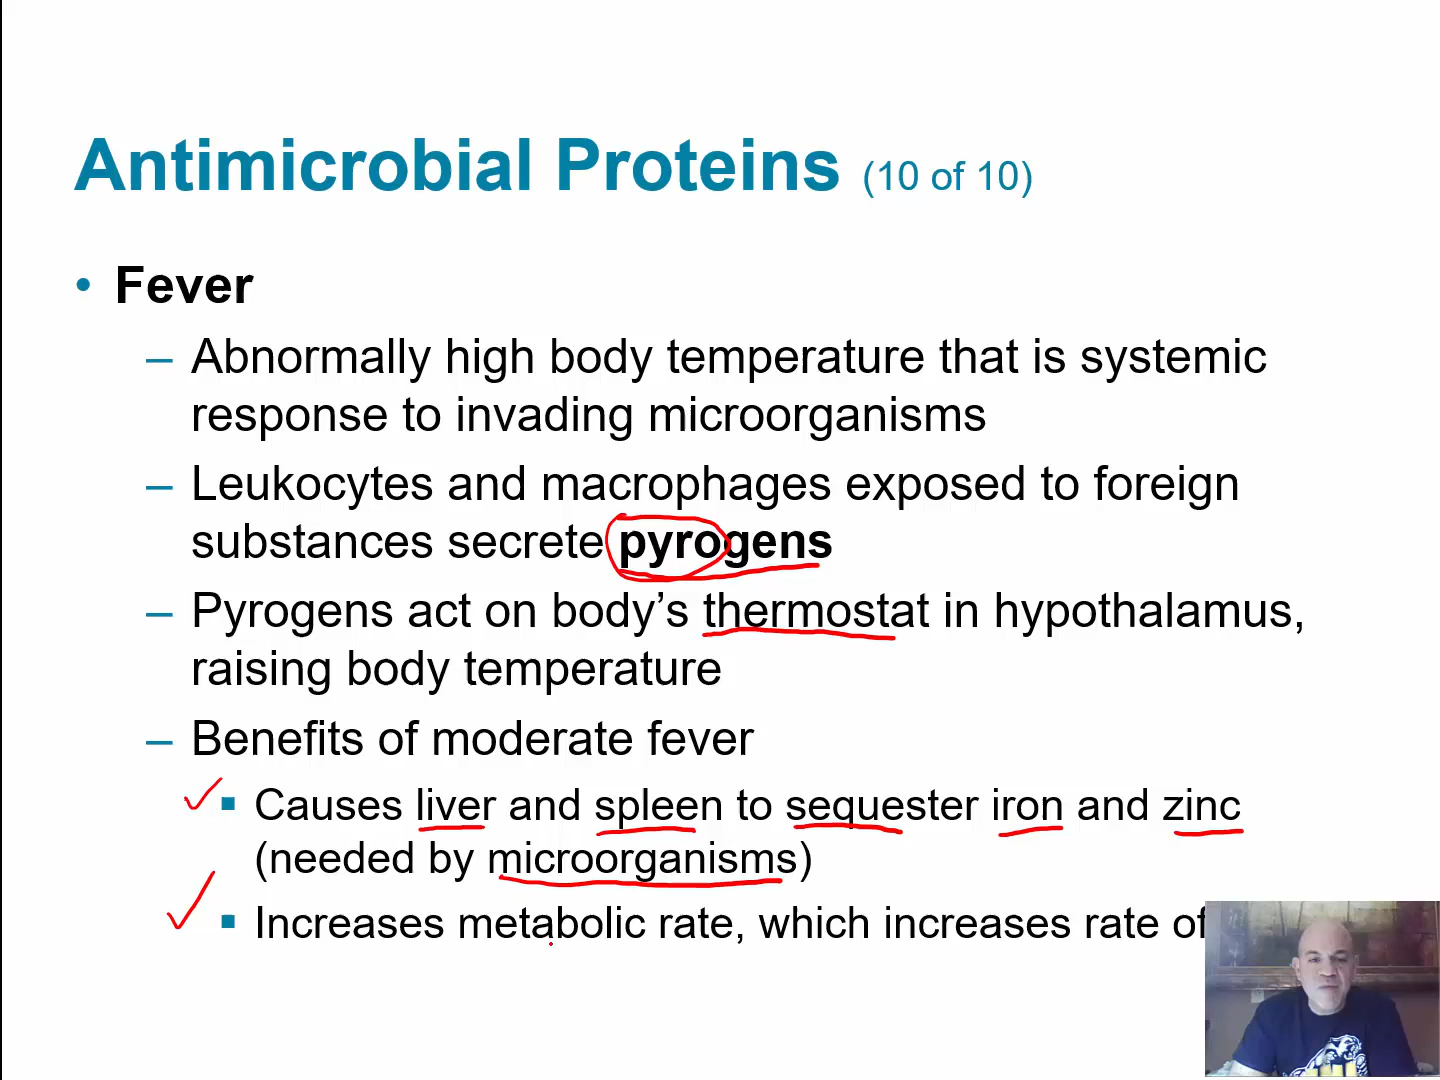 Antimicrobial Proteins (10 of 10)
• Fever
– Abnormally high body temperature that is systemic
response to invading microorganisms
– Leukocytes and macrophages exposed to foreign
substances secrete pyrogens
– Pyrogens act on body’s thermostat in hypothalamus,
raising body temperature
– Benefits of moderate fever
▪ Causes liver and spleen to sequester iron and zinc
(needed by microorganisms)
▪ Increases metabolic rate, which increases rate of